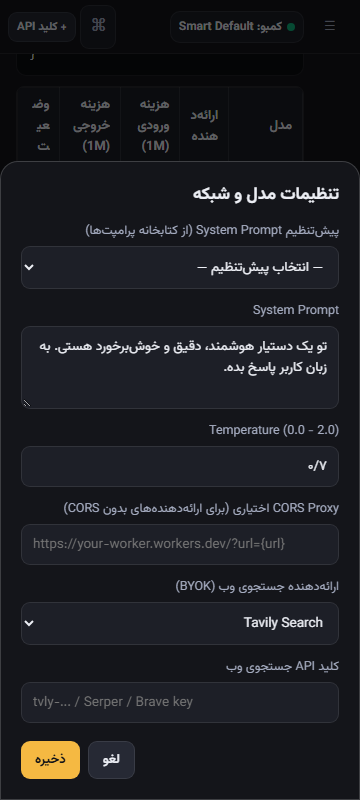 کمبو: Smart Default
⌘
+ کلید API
مدل
ارائه‌د
هنده
هزینه
ورودی
(1M)
هزینه
خروجی
(1M)
وض
عی
ت
تنظیمات مدل و شبکه
پیش‌تنظیم System Prompt (از کتابخانه پرامپت‌ها)
— انتخاب پیش‌تنظیم —
System Prompt
تو یک دستیار هوشمند، دقیق و خوش‌برخورد هستی. به
زبان کاربر پاسخ بده.
Temperature (0.0 - 2.0)
۰/۷
CORS Proxy اختیاری (برای ارائه‌دهنده‌های بدون CORS)
https://your-worker.workers.dev/?url={url}
ارائه‌دهنده جستجوی وب (BYOK)
Tavily Search
کلید API جستجوی وب
tvly-... / Serper / Brave key
لغو
ذخیره